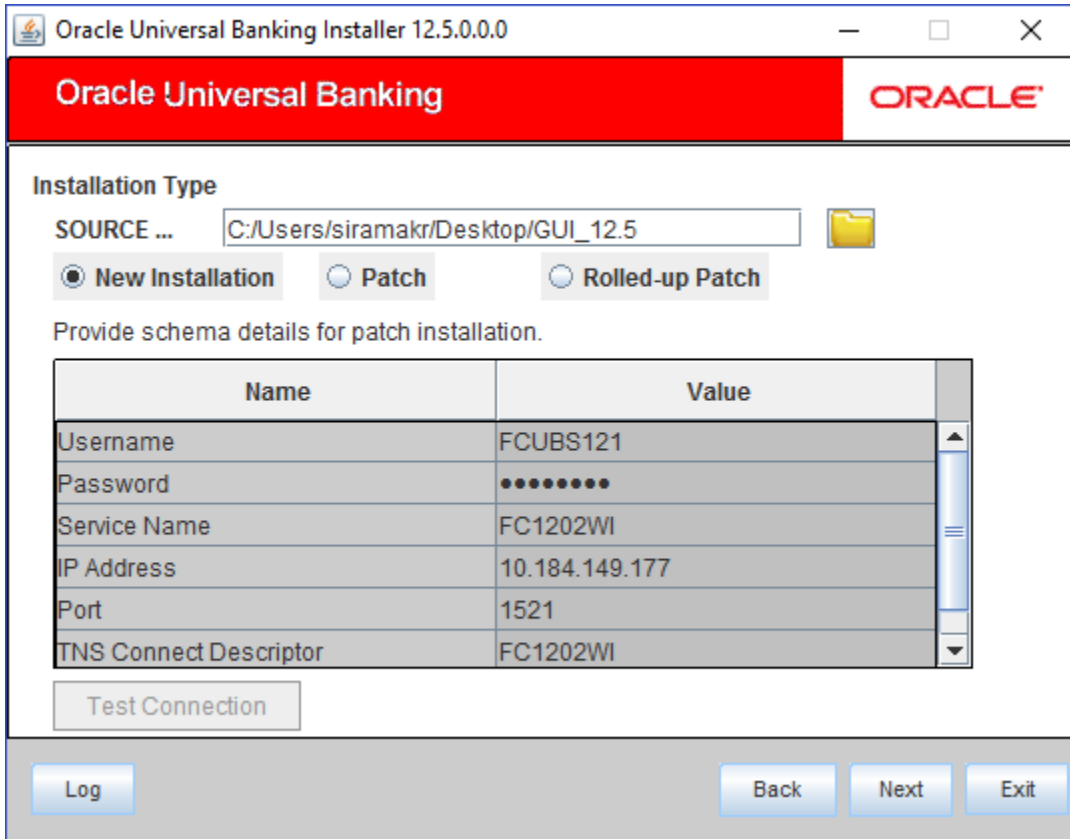 Oracle Universal Banking Installer 12.5.0.0.0
Oracle Universal Banking
ORACLE
Installation Type
SOURCE ... C:/Users/siramakr/Desktop/GUI_12.5
New Installation Patch Rolled-up Patch
Provide schema details for patch installation.
Name Value
Username FCUBS121
Password ●●●●●●●●
Service Name FC1202WI
IP Address 10.184.149.177
Port 1521
TNS Connect Descriptor FC1202WI
Test Connection
Log Back Next Exit